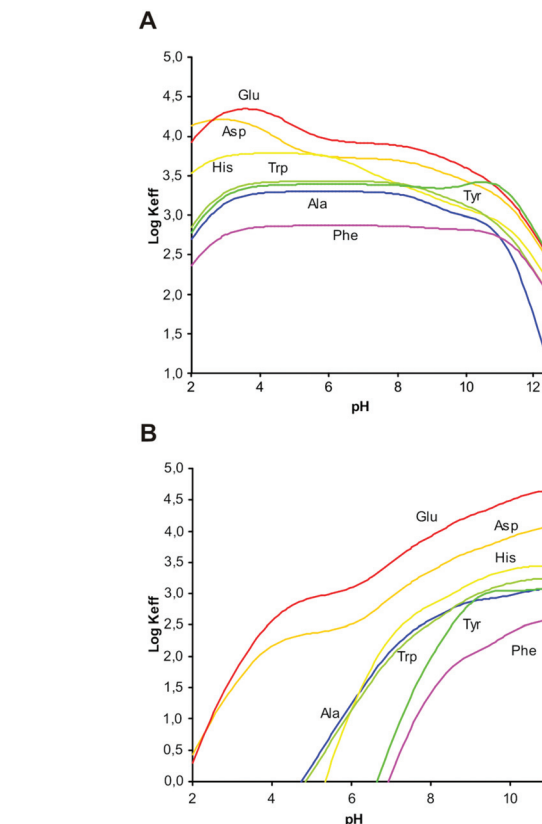 A
5,0
4,5
4,0
3,5
3,0
2,5
2,0
1,5
1,0
Log Keff
Glu
Asp
His
Trp
Tyr
Ala
Phe
2 4 6 8 10 12
pH
B
5,0
4,5
4,0
3,5
3,0
2,5
2,0
1,5
1,0
0,5
0,0
Log Keff
Glu
Asp
His
Tyr
Trp
Phe
Ala
2 4 6 8 10
pH